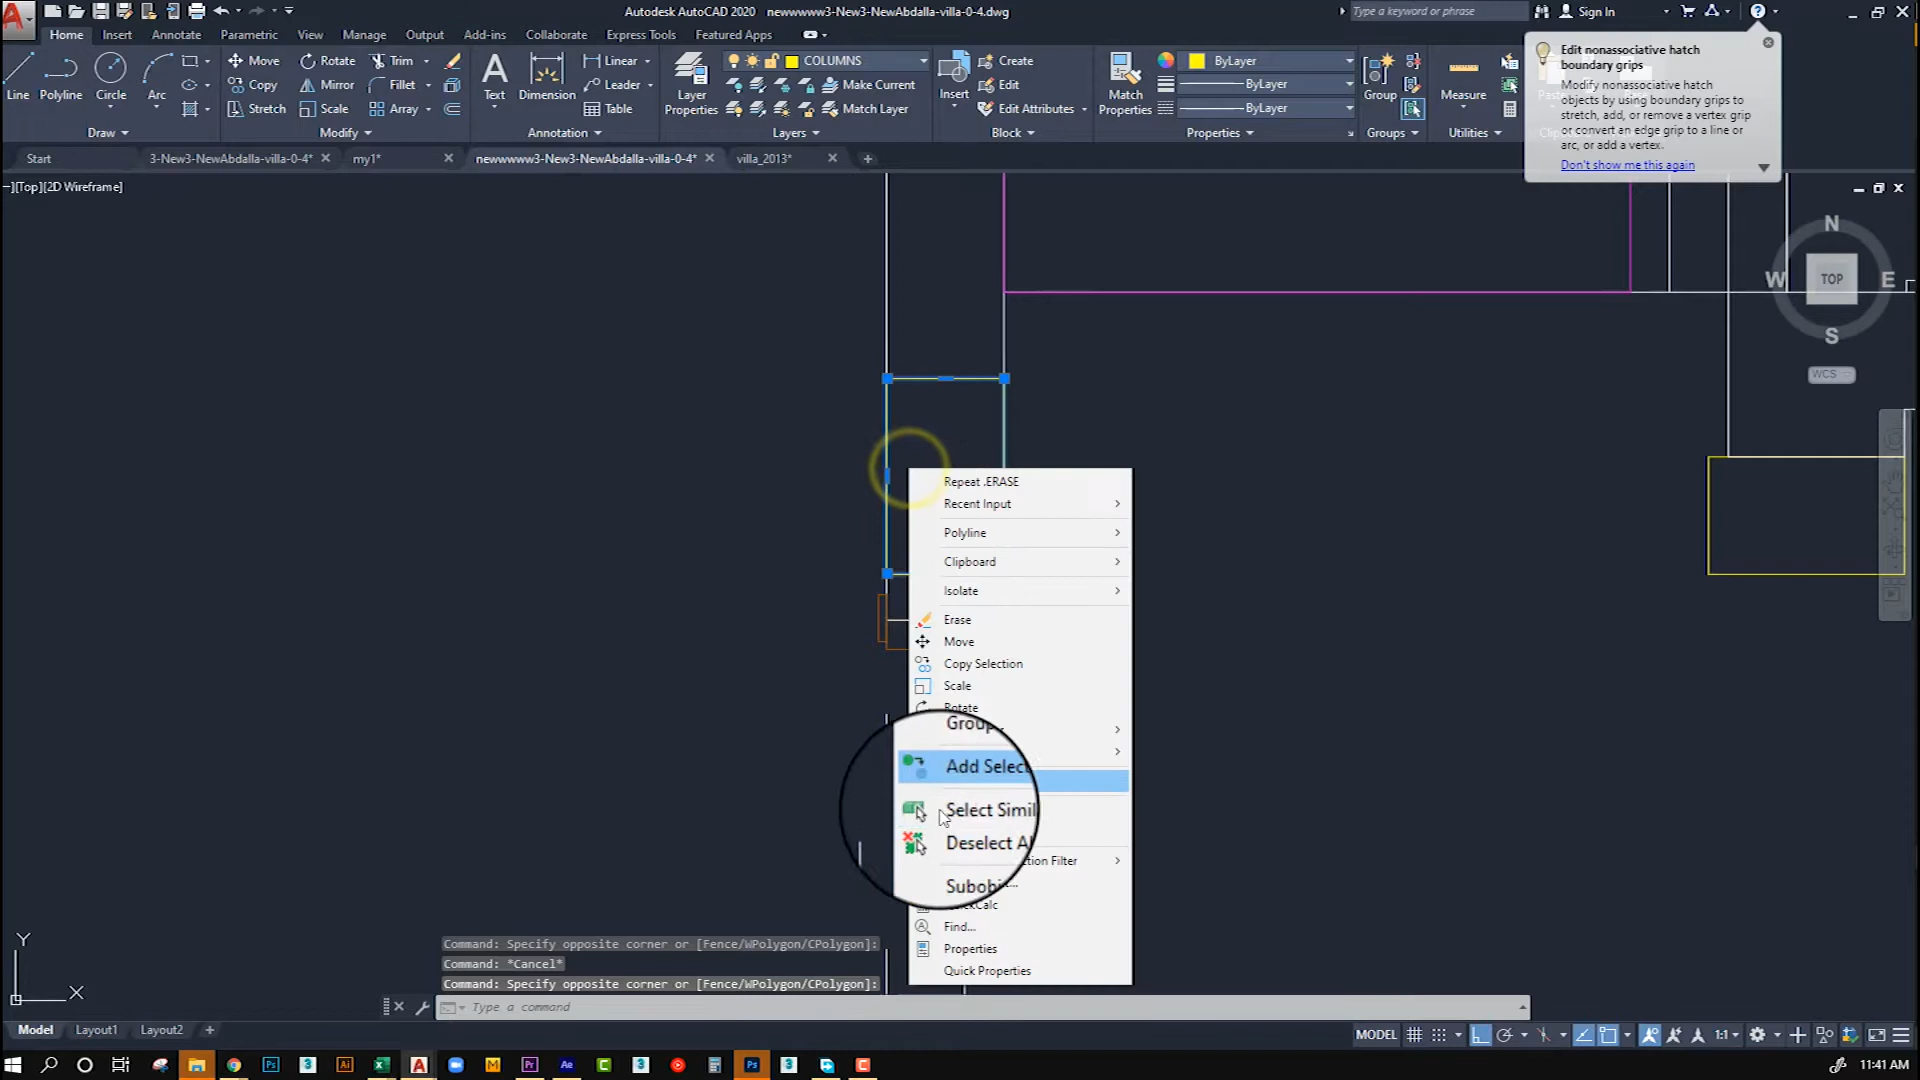 Autodesk AutoCAD 2020   newwwww3-New3-NewAbdalla-villa-0-4.dwg
Type a keyword or phrase
Sign In
Home
Insert
Annotate
Parametric
View
Manage
Output
Add-ins
Collaborate
Express Tools
Featured Apps
Line
Polyline
Circle
Arc
Move
Rotate
Trim
Copy
Mirror
Fillet
Stretch
Scale
Array
Text
Dimension
Linear
Leader
Table
Layer
Properties
COLUMNS
Make Current
Match Layer
Insert
Create
Edit
Edit Attributes
Match
Properties
ByLayer
ByLayer
ByLayer
Group
Measure
Draw
Modify
Annotation
Layers
Block
Properties
Groups
Utilities
Edit nonassociative hatch
boundary grips
Modify nonassociative hatch
objects by using boundary grips to
stretch, add, or remove a vertex grip
or convert an edge grip to a line or
arc, or add a vertex.
Don't show me this again
Start
3-New3-NewAbdalla-villa-0-4*
my1*
newwwww3-New3-NewAbdalla-villa-0-4*
villa_2013*
[Top][2D Wireframe]
N
W
TOP
E
S
WCS
Repeat .ERASE
Recent Input
Polyline
Clipboard
Isolate
Erase
Move
Copy Selection
Scale
Rotate
Group
Add Select
Select Simil
Deselect A
ction Filter
Subobj
Find...
Properties
Quick Properties
Y
X
Command: Specify opposite corner or [Fence/WPolygon/CPolygon]:
Command: *Cancel*
Command: Specify opposite corner or [Fence/WPolygon/CPolygon]:
Type a command
Model
Layout1
Layout2
MODEL
1:1
11:41 AM